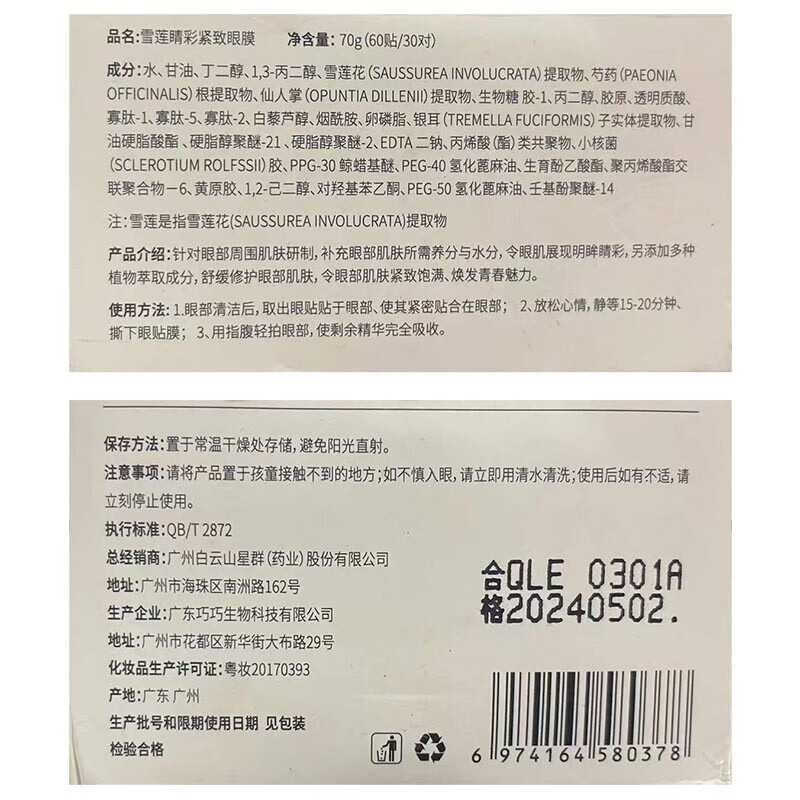 品名:雪莲睛彩紧致眼膜 净含量: 70g(60贴/30对)
成分:水、甘油、丁二醇、1,3-丙二醇、雪莲花(SAUSSUREA INVOLUCRATA)提取物、芍药(PAEONIA
OFFICINALIS)根提取物、仙人掌(OPUNTIA DILLENII)提取物、生物糖 胶-1、丙二醇、胶原、透明质酸、
寡肽-1、寡肽-5、寡肽-2、白藜芦醇、烟酰胺、卵磷脂、银耳(TREMELLA FUCIFORMIS)子实体提取物、甘
油硬脂酸酯、硬脂醇聚醚-21、硬脂醇聚醚-2、EDTA 二钠、丙烯酸(酯)类共聚物、小核菌
(SCLEROTIUM ROLFSSII)胶、PPG-30 鲸蜡基醚、PEG-40 氢化蓖麻油、生育酚乙酸酯、聚丙烯酸酯交
联聚合物－6、黄原胶、1,2-己二醇、对羟基苯乙酮、PEG-50 氢化蓖麻油、壬基酚聚醚-14
注:雪莲是指雪莲花(SAUSSUREA INVOLUCRATA)提取物
产品介绍:针对眼部周围肌肤研制,补充眼部肌肤所需养分与水分,令眼肌展现明眸睛彩,另添加多种
植物萃取成分,舒缓修护眼部肌肤,令眼部肌肤紧致饱满、焕发青春魅力。
使用方法:1.眼部清洁后,取出眼贴贴于眼部、使其紧密贴合在眼部; 2、放松心情,静等15-20分钟、
撕下眼贴膜; 3、用指腹轻拍眼部,使剩余精华完全吸收。
保存方法:置于常温干燥处存储,避免阳光直射。
注意事项:请将产品置于孩童接触不到的地方;如不慎入眼,请立即用清水清洗;使用后如有不适,请
立刻停止使用。
执行标准:QB/T 2872
总经销商:广州白云山星群(药业)股份有限公司
地址:广州市海珠区南洲路162号
生产企业:广东巧巧生物科技有限公司
地址:广州市花都区新华街大布路29号
化妆品生产许可证:粤妆20170393
产地:广东 广州
生产批号和限期使用日期 见包装
检验合格
合QLE 0301A
格20240502.
6 974164 580378